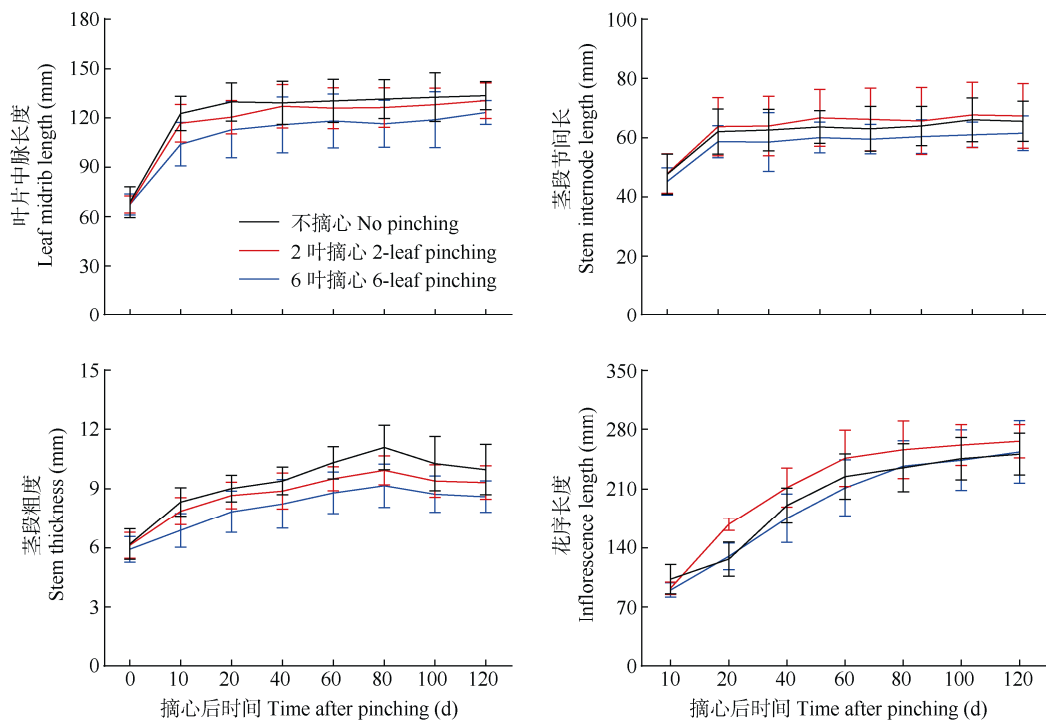 180
150
120
90
60
30
0
叶片中脉长度
Leaf midrib length (mm)
不摘心 No pinching
2 叶摘心 2-leaf pinching
6 叶摘心 6-leaf pinching
100
80
60
40
20
0
茎段节间长
Stem internode length (mm)
15
12
9
6
3
0
茎段粗度
Stem thickness (mm)
0 10 20 40 60 80 100 120
摘心后时间 Time after pinching (d)
350
280
210
140
70
0
花序长度
Inflorescence length (mm)
10 20 40 60 80 100 120
摘心后时间 Time after pinching (d)